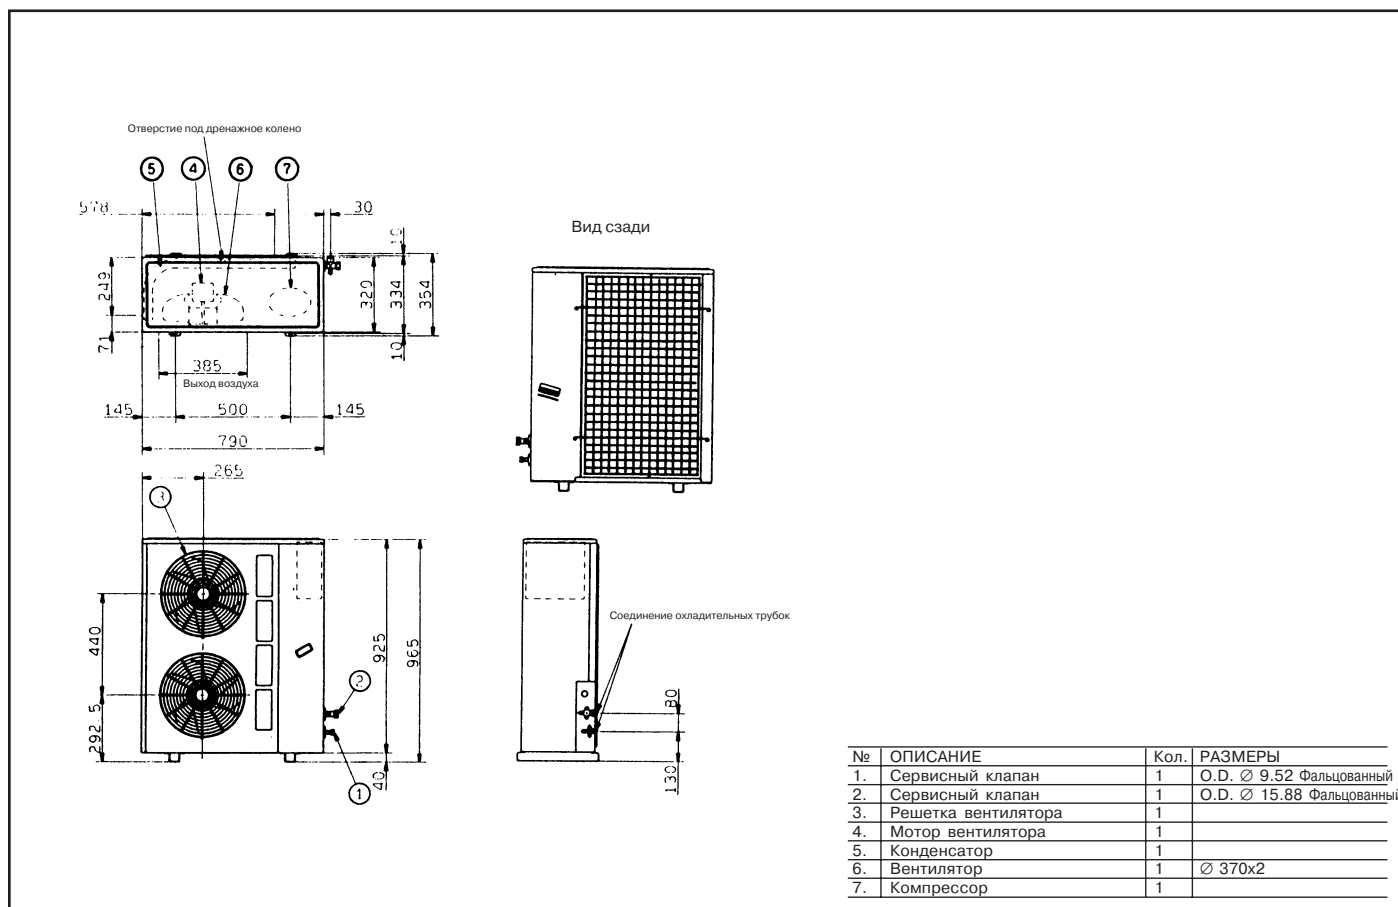 Отверстие под дренажное колено
5 4 6 7
578 30
Вид сзади
10
249 320 334 354
71 10
385
Выход воздуха
145 500 145
790
265
3
440 925 965
Соединение охладительных трубок
2
80
292.5
40 130
1
№ ОПИСАНИЕ Кол. РАЗМЕРЫ
1. Сервисный клапан 1 O.D. ∅ 9.52 Фальцованный
2. Сервисный клапан 1 O.D. ∅ 15.88 Фальцованный
3. Решетка вентилятора 1
4. Мотор вентилятора 1
5. Конденсатор 1
6. Вентилятор 1 ∅ 370x2
7. Компрессор 1